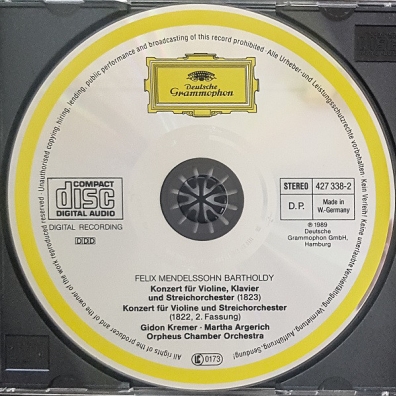 Unauthorised copying, hiring, lending, public performance and broadcasting of this record prohibited · Alle Urheber- und Leistungsschutzrechte vorbehalten · Kein Verleih! Keine unerlaubte Vervielfältigung, Vermietung, Aufführung, Sendung!
All rights of the producer and of the owner of the work reproduced reserved
Deutsche
Grammophon
COMPACT
disc
DIGITAL AUDIO
DIGITAL RECORDING
DDD
STEREO
427 338-2
D.P.
Made in
W.-Germany
℗ 1989
Deutsche
Grammophon GmbH,
Hamburg
FELIX MENDELSSOHN BARTHOLDY
Konzert für Violine, Klavier
und Streichorchester (1823)
Konzert für Violine und Streichorchester
(1822, 2. Fassung)
Gidon Kremer · Martha Argerich
Orpheus Chamber Orchestra
LC 0173